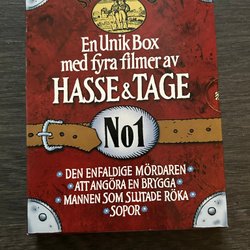 En Unik Box
med fyra filmer av
HASSE & TAGE
No1
• DEN ENFALDIGE MÖRDAREN
• ATT ANGÖRA EN BRYGGA •
• MANNEN SOM SLUTADE RÖKA
• SOPOR •